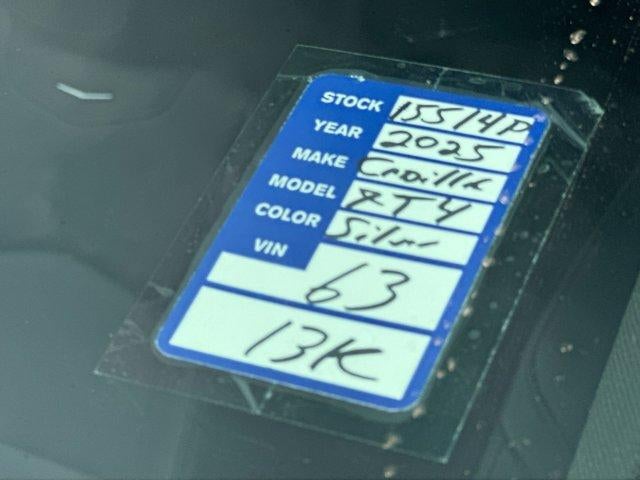 STOCK 15514P
YEAR 2025
MAKE Cadillac
MODEL XT4
COLOR Silver
VIN 63
13K